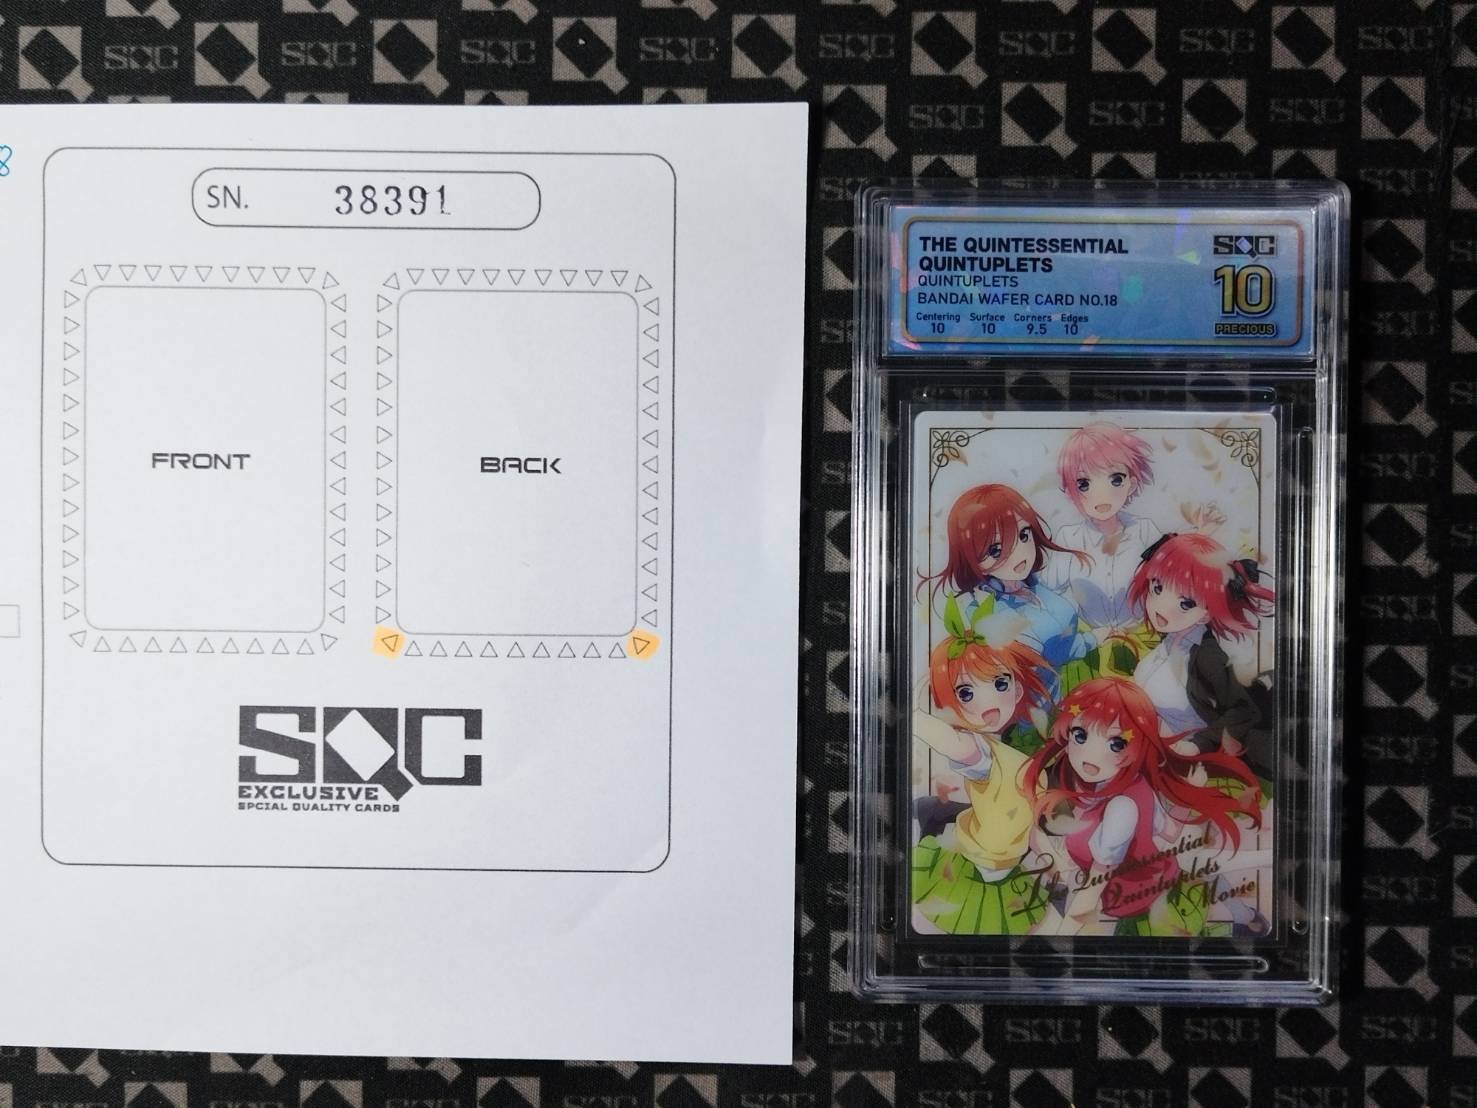 8
SN. 38391
FRONT
BACK
SQC
EXCLUSIVE
SPCIAL QUALITY CARDS
THE QUINTESSENTIAL
QUINTUPLETS
QUINTUPLETS
BANDAI WAFER CARD NO.18
Centering Surface Corners Edges
10 10 9.5 10
SQC
10
PRECIOUS
The Quintessential
Quintuplets
Movie